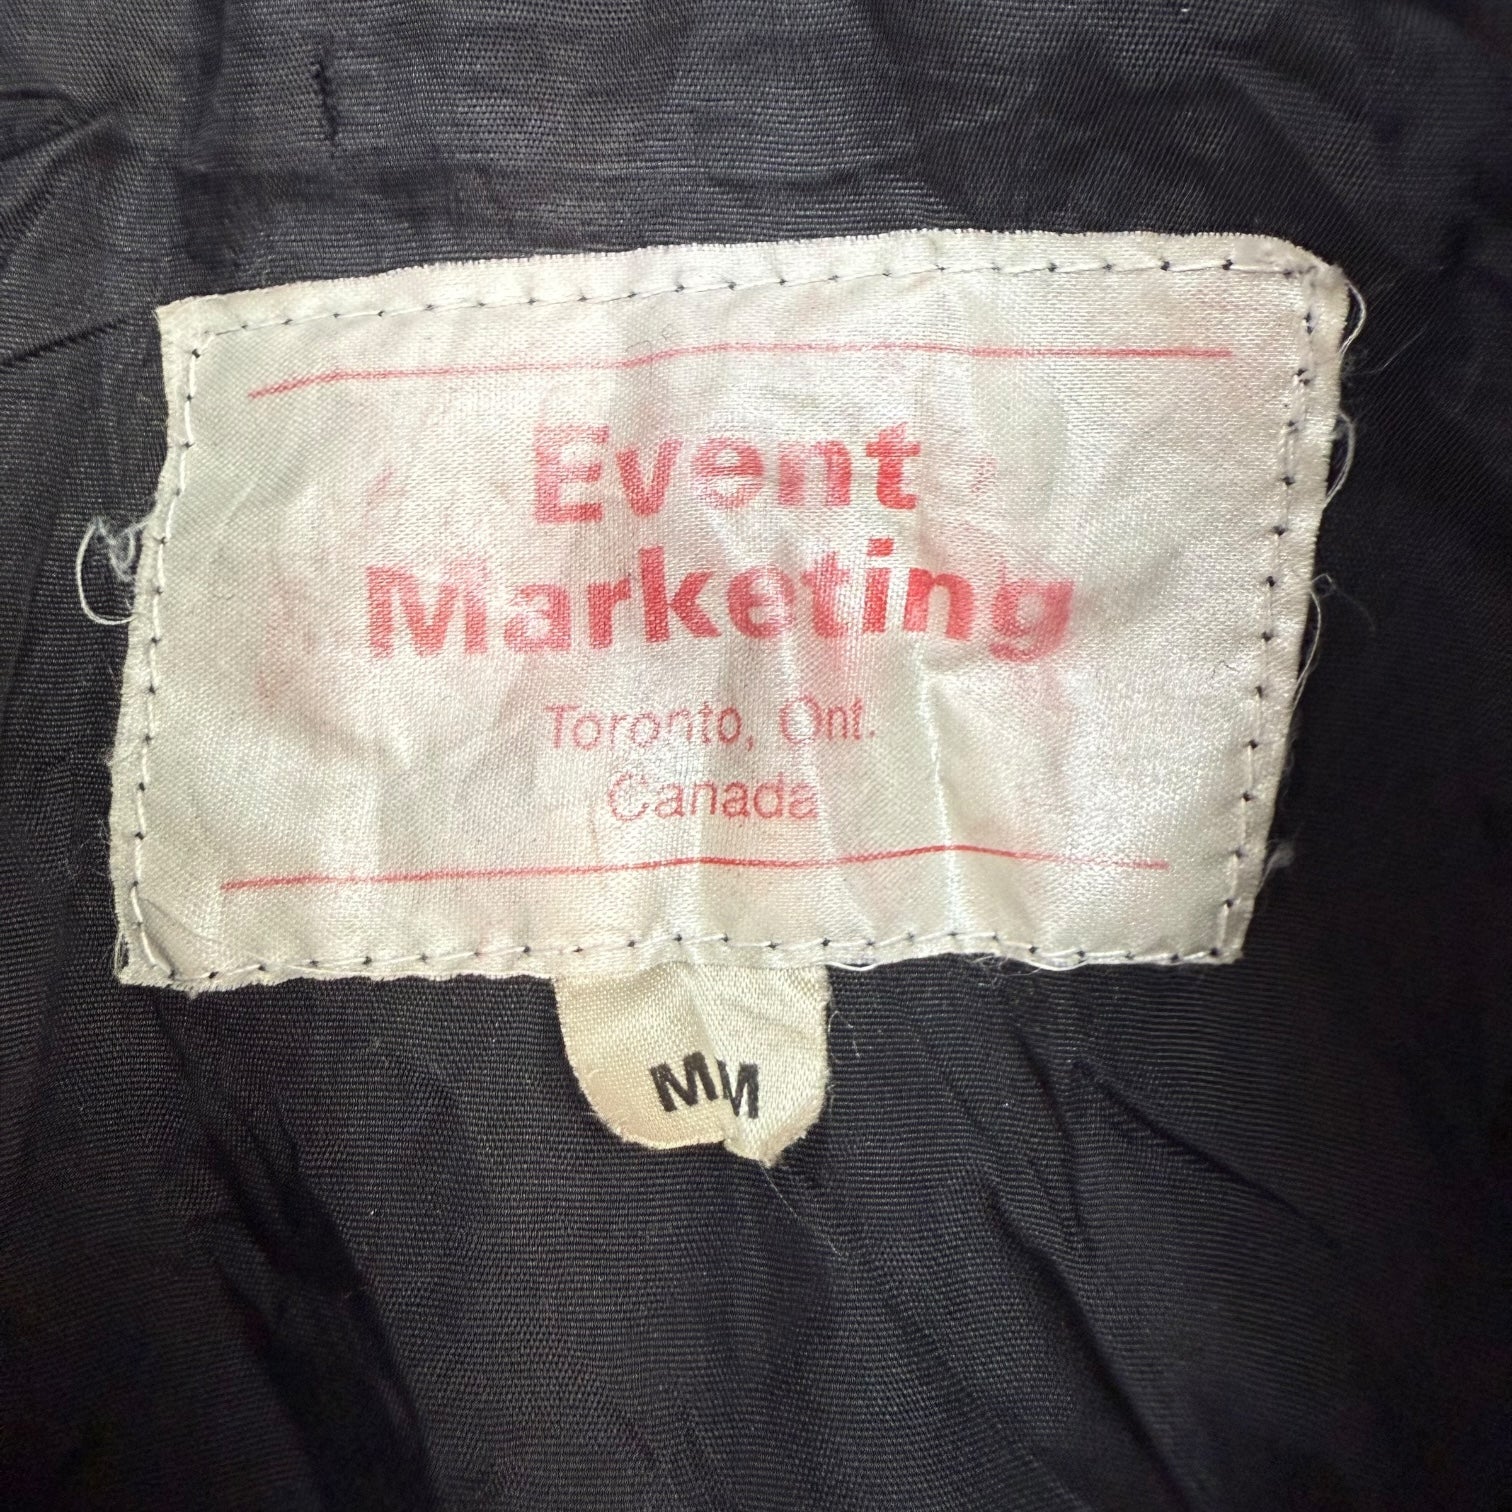 Event
Marketing
Toronto, Ont.
Canada
MM